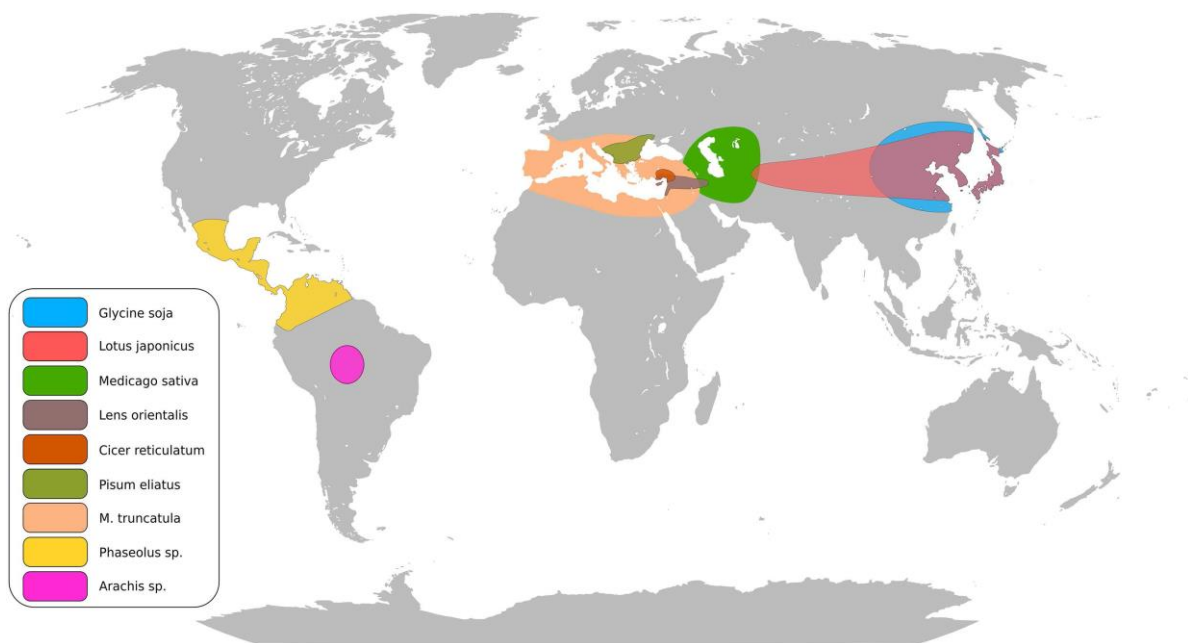 Glycine soja
Lotus japonicus
Medicago sativa
Lens orientalis
Cicer reticulatum
Pisum eliatus
M. truncatula
Phaseolus sp.
Arachis sp.